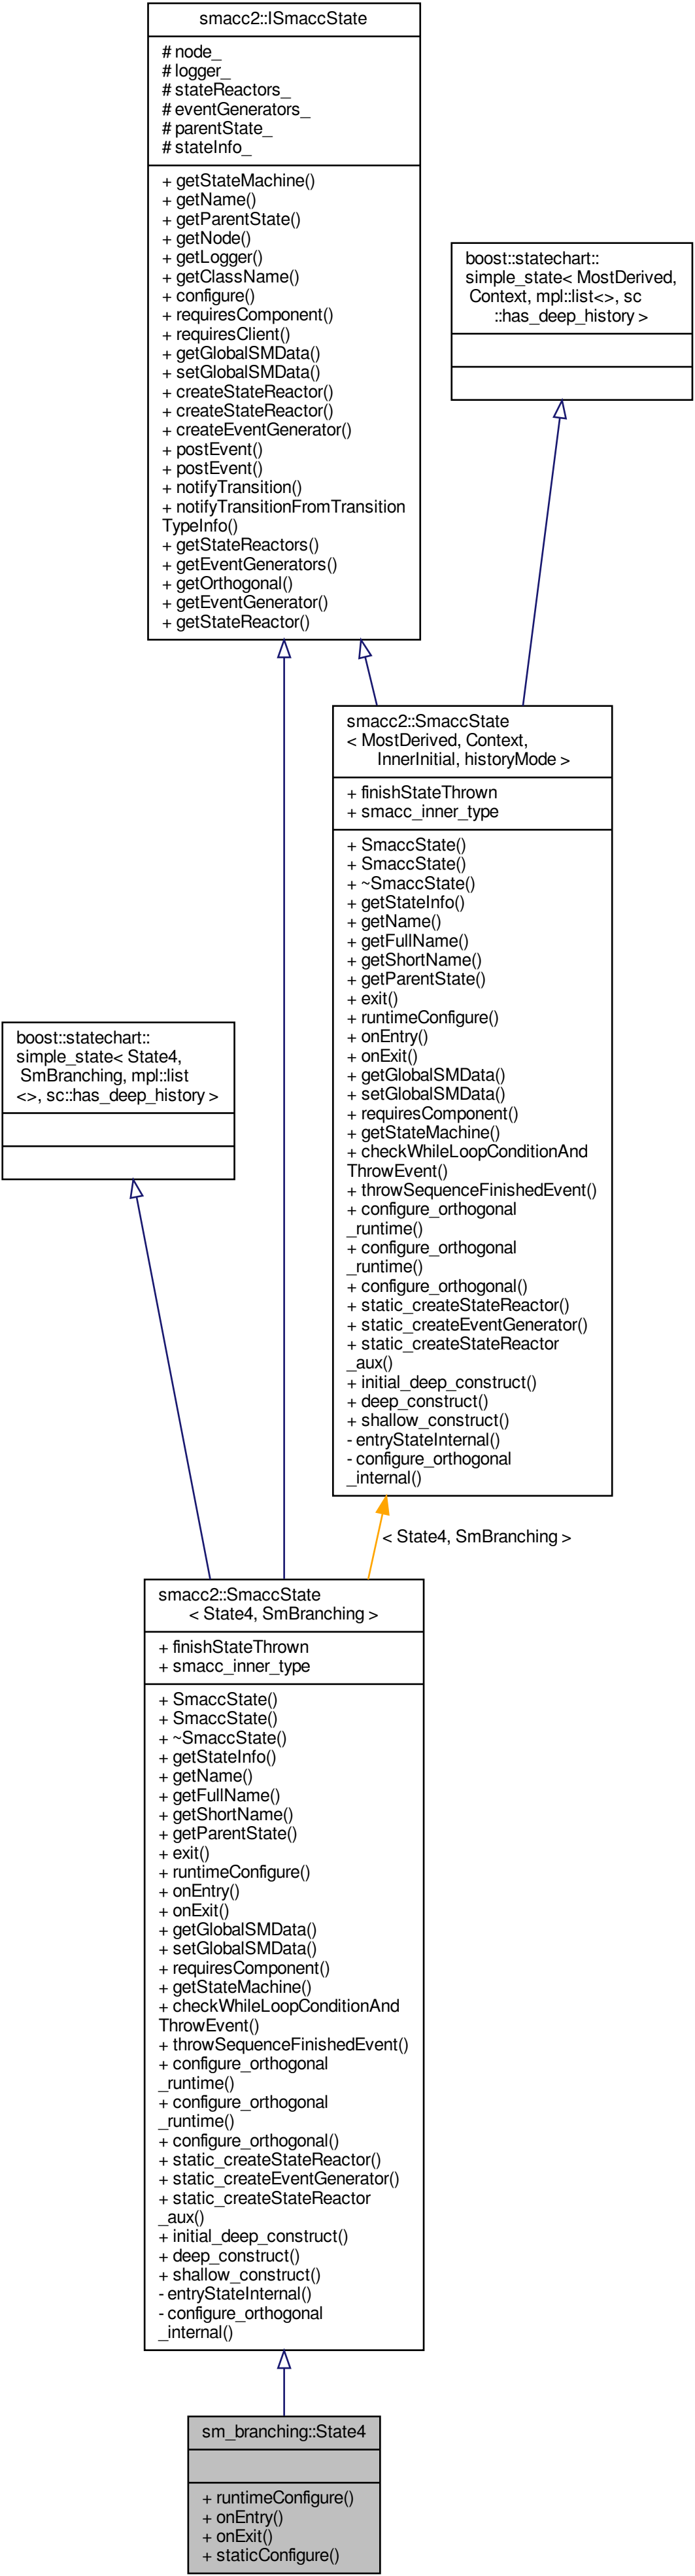 smacc2::ISmaccState
# node_
# logger_
# stateReactors_
# eventGenerators_
# parentState_
# stateInfo_
+ getStateMachine()
+ getName()
+ getParentState()
+ getNode()
+ getLogger()
+ getClassName()
+ configure()
+ requiresComponent()
+ requiresClient()
+ getGlobalSMData()
+ setGlobalSMData()
+ createStateReactor()
+ createStateReactor()
+ createEventGenerator()
+ postEvent()
+ postEvent()
+ notifyTransition()
+ notifyTransitionFromTransition
TypeInfo()
+ getStateReactors()
+ getEventGenerators()
+ getOrthogonal()
+ getEventGenerator()
+ getStateReactor()
boost::statechart::
simple_state< MostDerived,
Context, mpl::list<>, sc
::has_deep_history >
smacc2::SmaccState
< MostDerived, Context,
InnerInitial, historyMode >
+ finishStateThrown
+ smacc_inner_type
+ SmaccState()
+ SmaccState()
+ ~SmaccState()
+ getStateInfo()
+ getName()
+ getFullName()
+ getShortName()
+ getParentState()
+ exit()
+ runtimeConfigure()
+ onEntry()
+ onExit()
+ getGlobalSMData()
+ setGlobalSMData()
+ requiresComponent()
+ getStateMachine()
+ checkWhileLoopConditionAnd
ThrowEvent()
+ throwSequenceFinishedEvent()
+ configure_orthogonal
_runtime()
+ configure_orthogonal
_runtime()
+ configure_orthogonal()
+ static_createStateReactor()
+ static_createEventGenerator()
+ static_createStateReactor
_aux()
+ initial_deep_construct()
+ deep_construct()
+ shallow_construct()
- entryStateInternal()
- configure_orthogonal
_internal()
boost::statechart::
simple_state< State4,
SmBranching, mpl::list
<>, sc::has_deep_history >
< State4, SmBranching >
smacc2::SmaccState
< State4, SmBranching >
+ finishStateThrown
+ smacc_inner_type
+ SmaccState()
+ SmaccState()
+ ~SmaccState()
+ getStateInfo()
+ getName()
+ getFullName()
+ getShortName()
+ getParentState()
+ exit()
+ runtimeConfigure()
+ onEntry()
+ onExit()
+ getGlobalSMData()
+ setGlobalSMData()
+ requiresComponent()
+ getStateMachine()
+ checkWhileLoopConditionAnd
ThrowEvent()
+ throwSequenceFinishedEvent()
+ configure_orthogonal
_runtime()
+ configure_orthogonal
_runtime()
+ configure_orthogonal()
+ static_createStateReactor()
+ static_createEventGenerator()
+ static_createStateReactor
_aux()
+ initial_deep_construct()
+ deep_construct()
+ shallow_construct()
- entryStateInternal()
- configure_orthogonal
_internal()
sm_branching::State4
+ runtimeConfigure()
+ onEntry()
+ onExit()
+ staticConfigure()